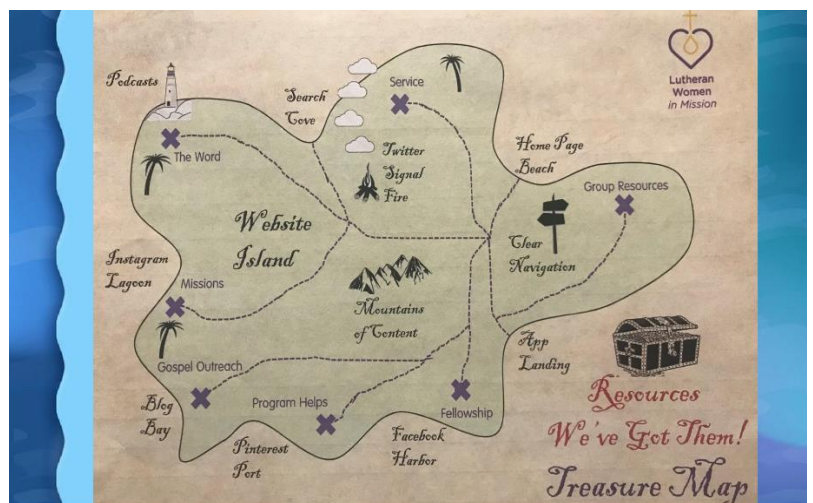 Podcasts
Search
Cove
Service
Lutheran
Women
in Mission
The Word
Twitter
Signal
Fire
Home Page
Beach
Group Resources
Website
Island
Clear
Navigation
Instagram
Lagoon
Missions
Mountains
of Content
App
Landing
Gospel Outreach
Blog
Bay
Program Helps
Fellowship
Pinterest
Port
Facebook
Harbor
Resources
We've Got Them!
Treasure Map